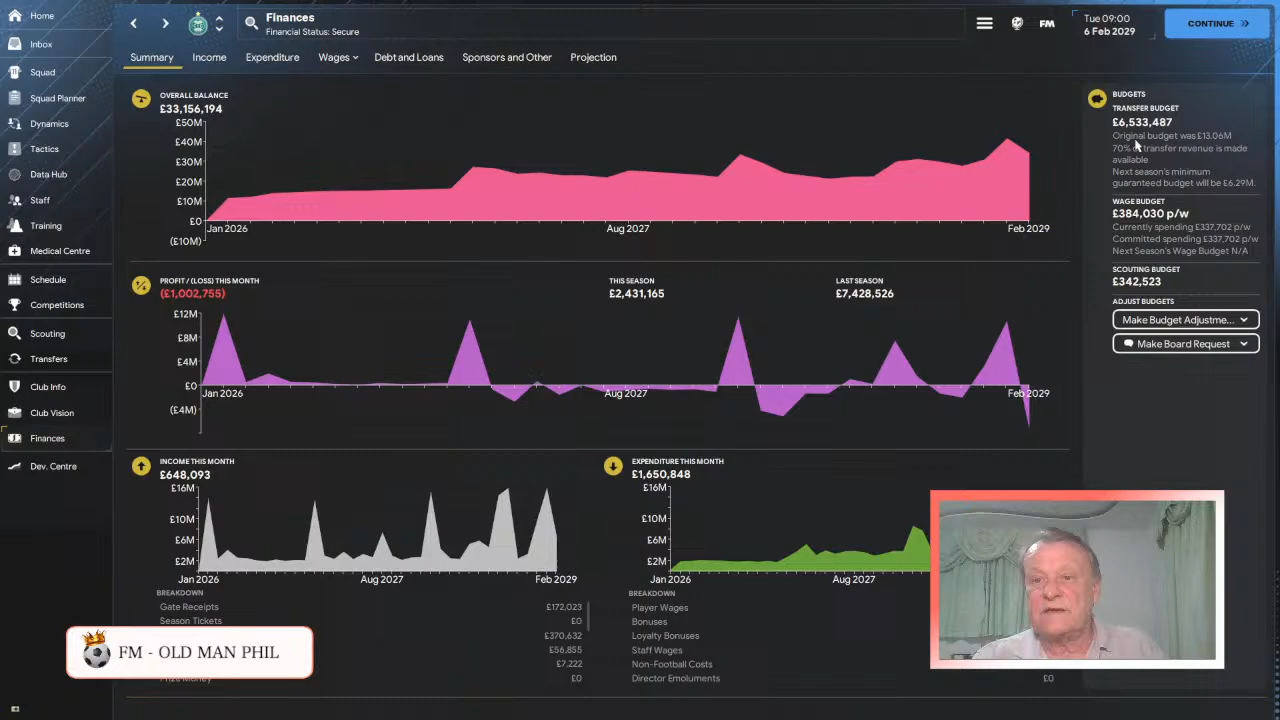 Home
Inbox
Squad
Squad Planner
Dynamics
Tactics
Data Hub
Staff
Training
Medical Centre
Schedule
Competitions
Scouting
Transfers
Club Info
Club Vision
Finances
Dev. Centre
Finances
Financial Status: Secure
FM
Tue 09:00
6 Feb 2029
CONTINUE
Summary
Income
Expenditure
Wages
Debt and Loans
Sponsors and Other
Projection
OVERALL BALANCE
£33,156,194
£50M
£40M
£30M
£20M
£10M
£0
(£10M)
Jan 2026
Aug 2027
Feb 2029
PROFIT / (LOSS) THIS MONTH
(£1,002,755)
THIS SEASON
£2,431,165
LAST SEASON
£7,428,526
£12M
£8M
£4M
£0
(£4M)
Jan 2026
Aug 2027
Feb 2029
INCOME THIS MONTH
£648,093
£16M
£10M
£6M
£2M
Jan 2026
Aug 2027
Feb 2029
BREAKDOWN
Gate Receipts £172,023
Season Tickets £0
£370,632
£56,855
£7,222
Prize Money £0
EXPENDITURE THIS MONTH
£1,650,848
£16M
£10M
£6M
£2M
Jan 2026
Aug 2027
BREAKDOWN
Player Wages
Bonuses
Loyalty Bonuses
Staff Wages
Non-Football Costs
Director Emoluments £0
BUDGETS
TRANSFER BUDGET
£6,533,487
Original budget was £13.06M
70% of transfer revenue is made
available
Next season's minimum
guaranteed budget will be £6.29M.
WAGE BUDGET
£384,030 p/w
Currently spending £337,702 p/w
Committed spending £337,702 p/w
Next Season's Wage Budget N/A
SCOUTING BUDGET
£342,523
ADJUST BUDGETS
Make Budget Adjustme...
Make Board Request
FM - OLD MAN PHIL